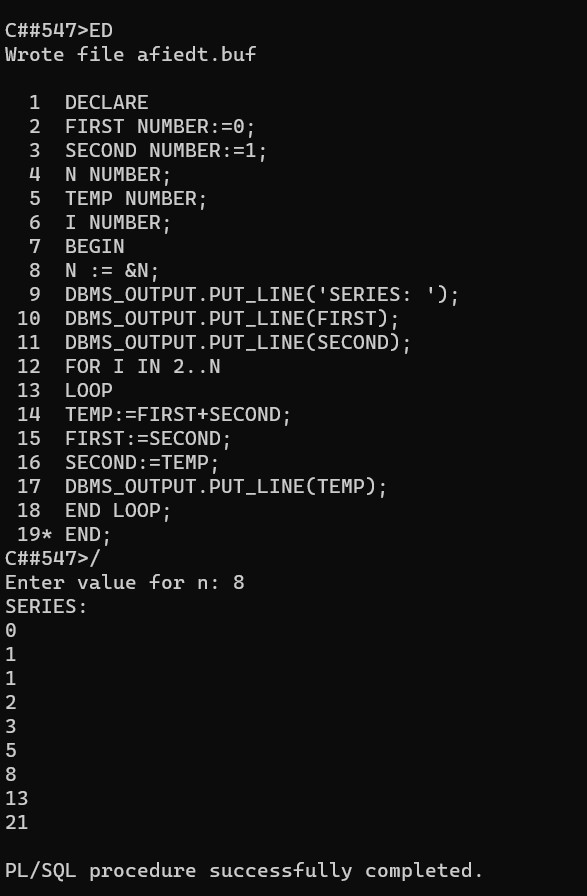 C##547>ED
Wrote file afiedt.buf
  1  DECLARE
  2  FIRST NUMBER:=0;
  3  SECOND NUMBER:=1;
  4  N NUMBER;
  5  TEMP NUMBER;
  6  I NUMBER;
  7  BEGIN
  8  N := &N;
  9  DBMS_OUTPUT.PUT_LINE('SERIES: ');
 10  DBMS_OUTPUT.PUT_LINE(FIRST);
 11  DBMS_OUTPUT.PUT_LINE(SECOND);
 12  FOR I IN 2..N
 13  LOOP
 14  TEMP:=FIRST+SECOND;
 15  FIRST:=SECOND;
 16  SECOND:=TEMP;
 17  DBMS_OUTPUT.PUT_LINE(TEMP);
 18  END LOOP;
 19* END;
C##547>/
Enter value for n: 8
SERIES:
0
1
1
2
3
5
8
13
21
PL/SQL procedure successfully completed.